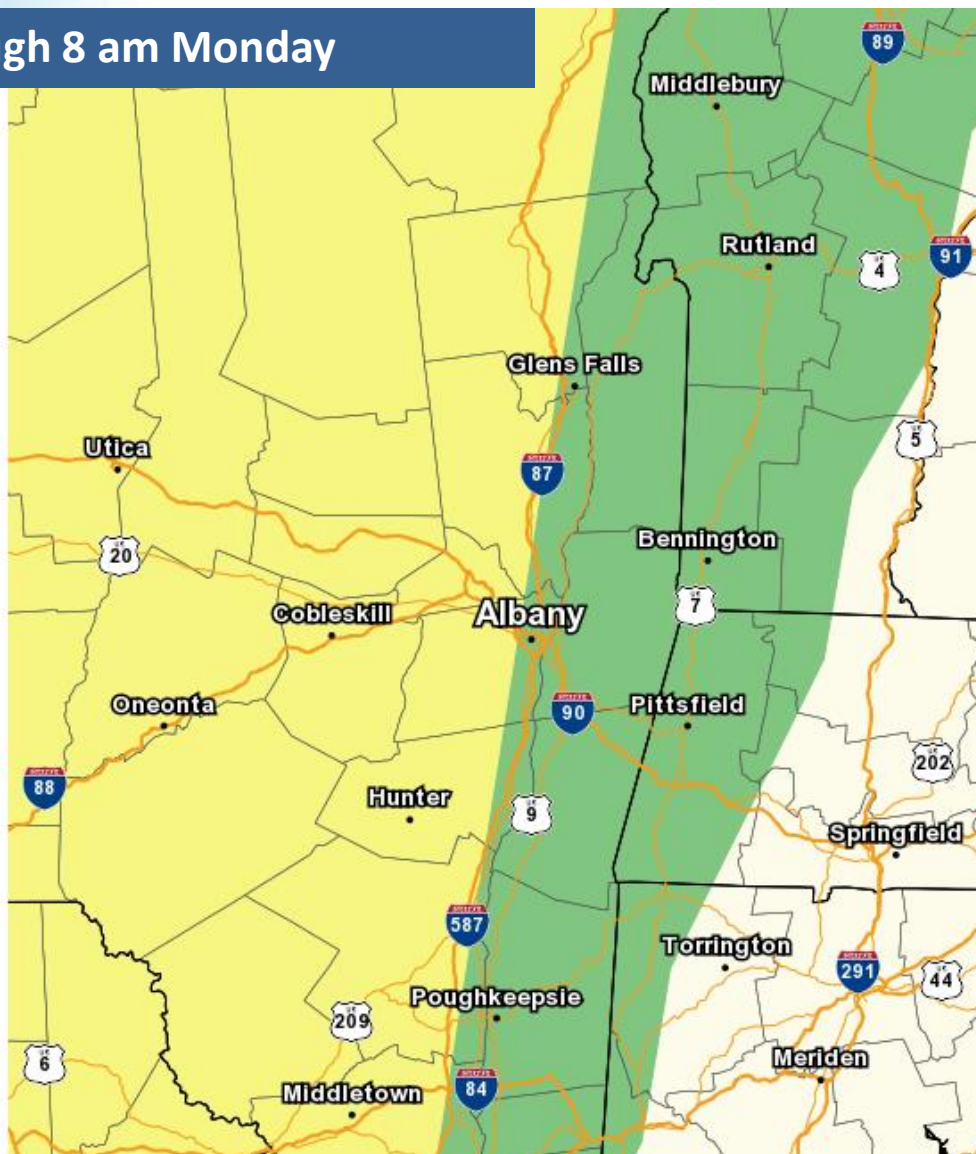 gh 8 am Monday
89
Middlebury
Rutland
91
4
Glens Falls
Utica
5
87
20
Bennington
7
Cobleskill
Albany
Oneonta
90
Pittsfield
202
88
Hunter
9
Springfield
587
Torrington
291
44
Poughkeepsie
209
6
Meriden
84
Middletown